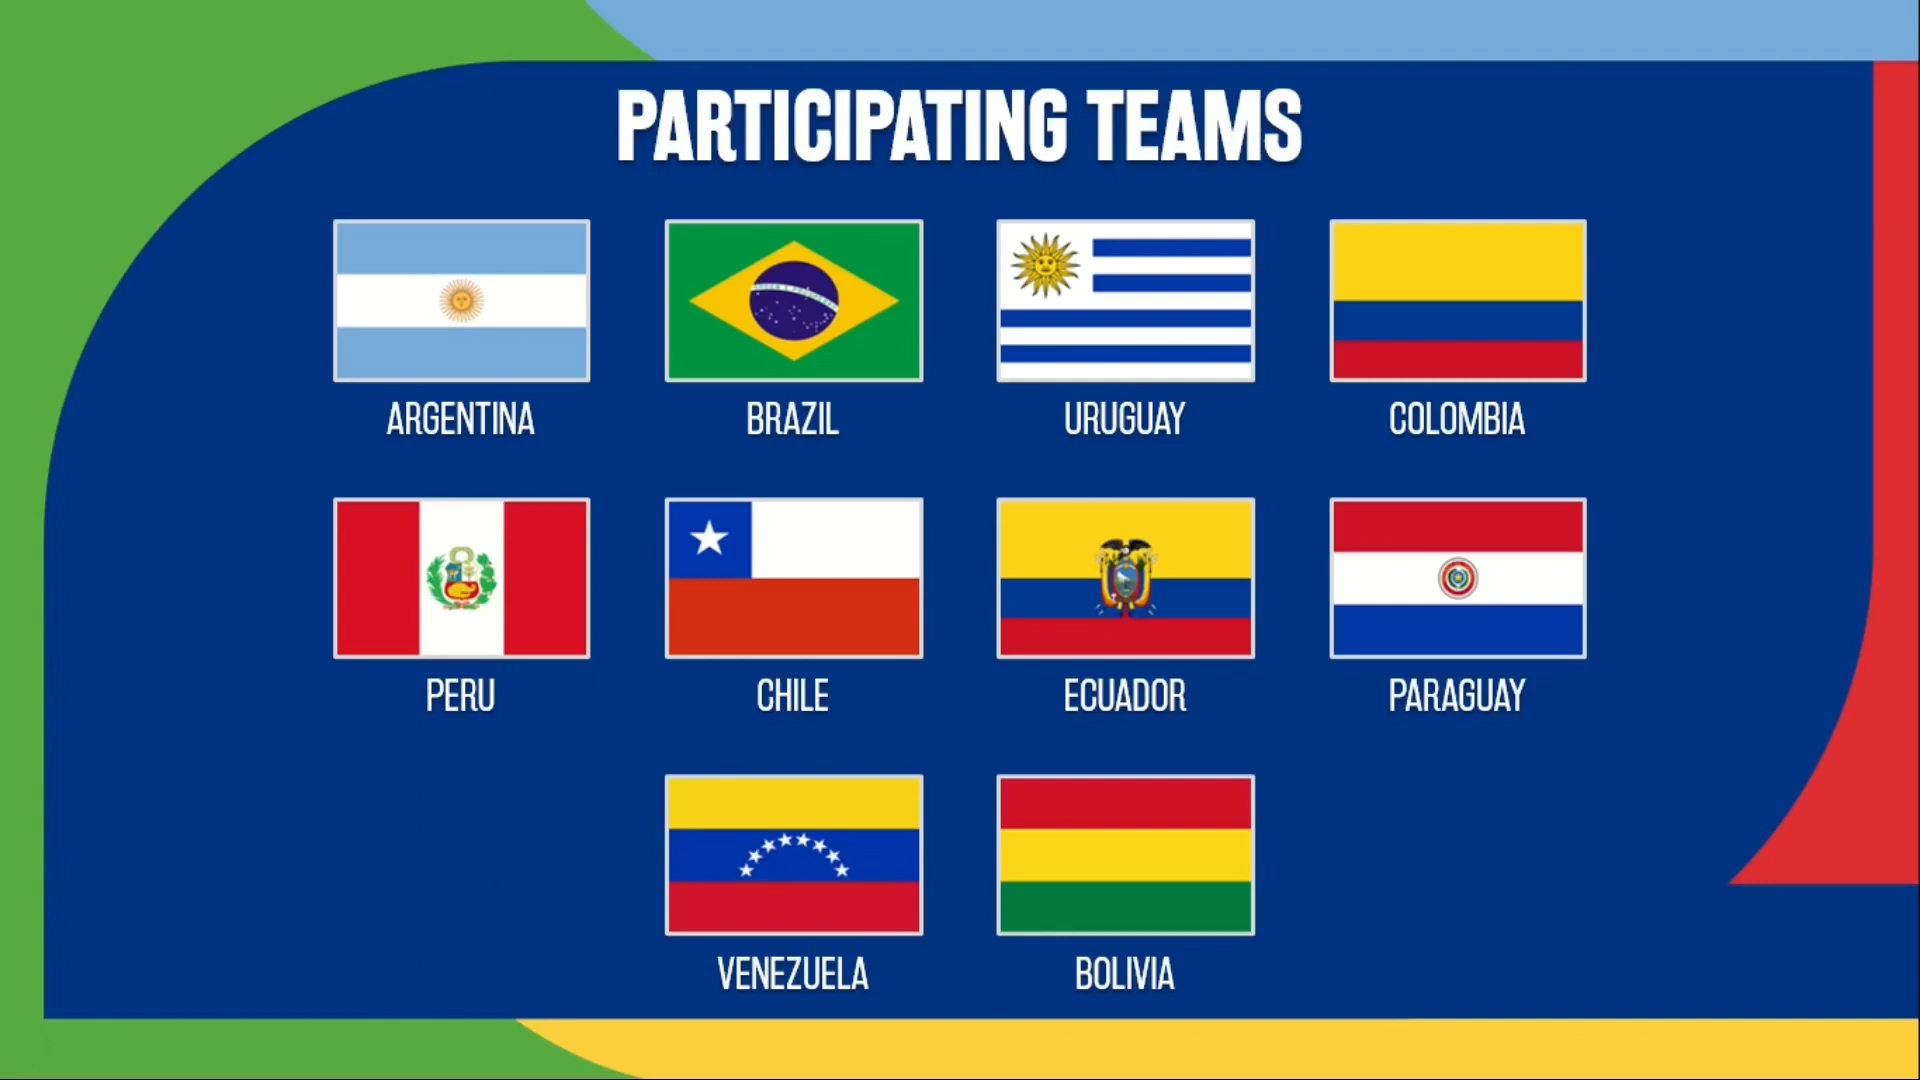 PARTICIPATING TEAMS
ARGENTINA
BRAZIL
URUGUAY
COLOMBIA
PERU
CHILE
ECUADOR
PARAGUAY
VENEZUELA
BOLIVIA